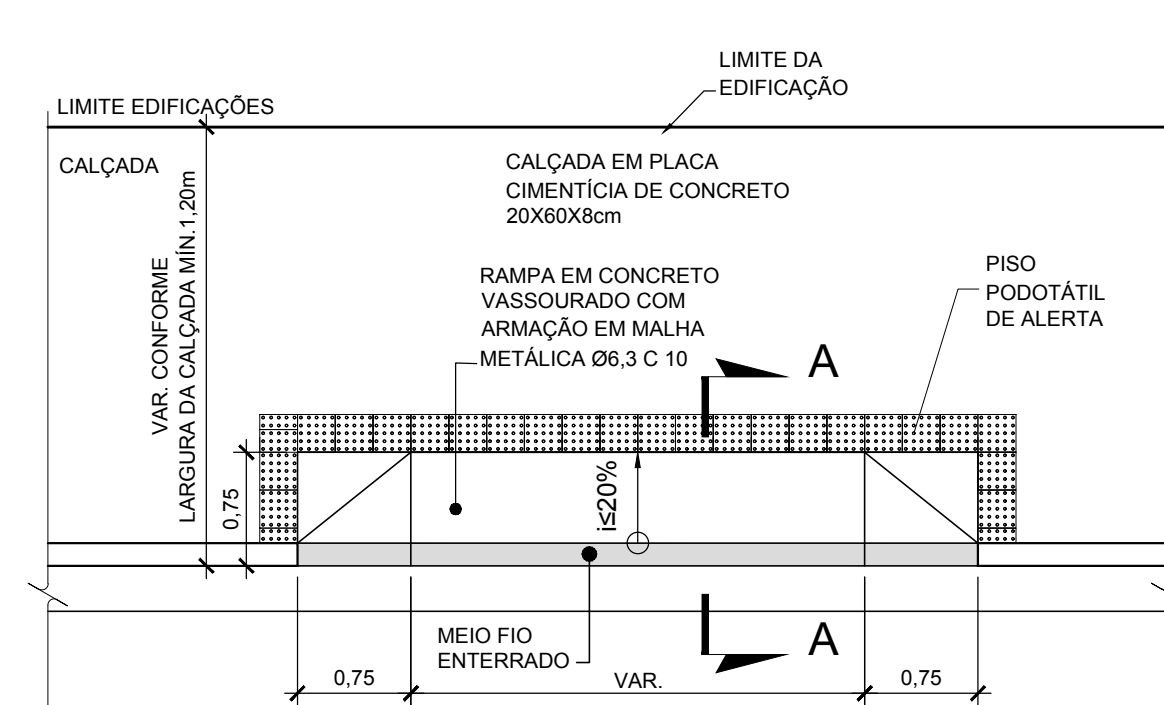 LIMITE DA
EDIFICAÇÃO
LIMITE EDIFICAÇÕES
CALÇADA
CALÇADA EM PLACA
CIMENTÍCIA DE CONCRETO
20X60X8cm
VAR. CONFORME
LARGURA DA CALÇADA MÍN.1,20m
RAMPA EM CONCRETO
VASSOURADO COM
ARMAÇÃO EM MALHA
METÁLICA Ø6,3 C 10
PISO
PODOTÁTIL
DE ALERTA
A
0,75
i≤20%
MEIO FIO
ENTERRADO
A
0,75
VAR.
0,75